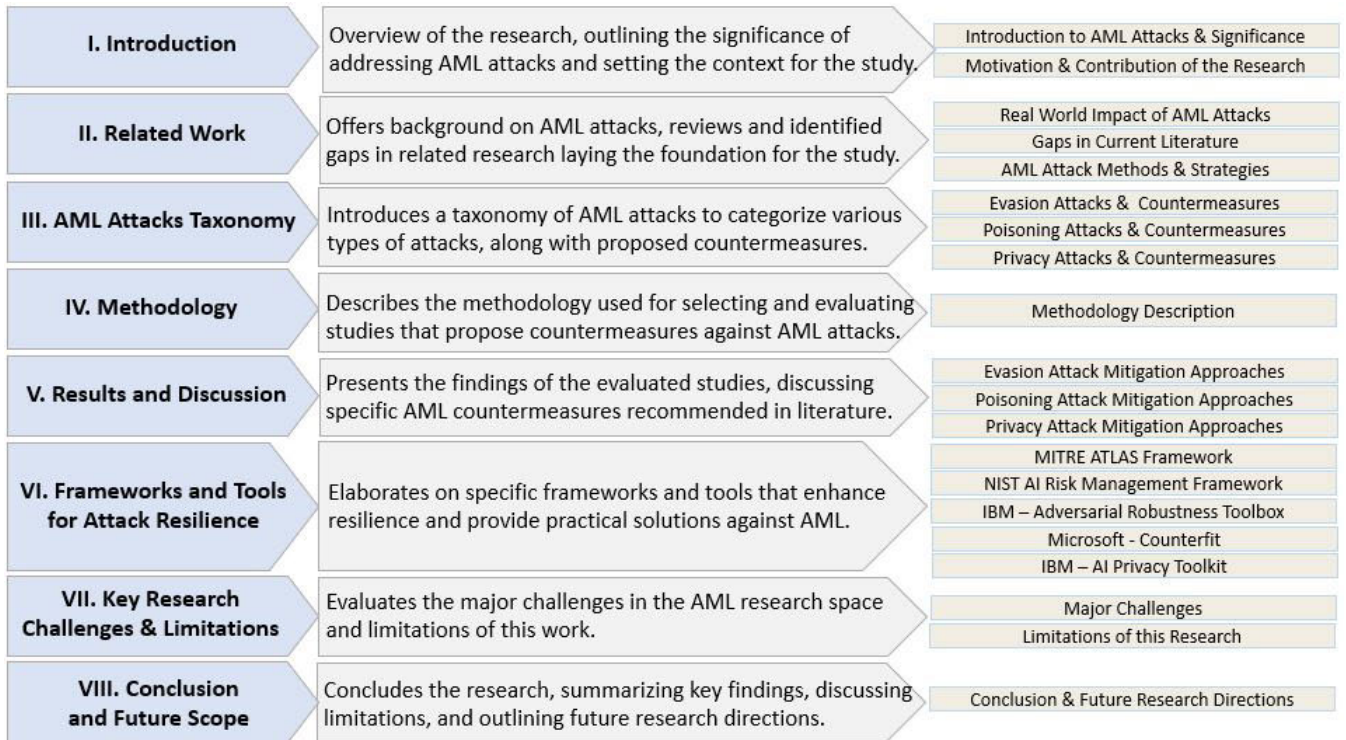 I. Introduction
Overview of the research, outlining the significance of
addressing AML attacks and setting the context for the study.
Introduction to AML Attacks & Significance
Motivation & Contribution of the Research
II. Related Work
Offers background on AML attacks, reviews and identified
gaps in related research laying the foundation for the study.
Real World Impact of AML Attacks
Gaps in Current Literature
AML Attack Methods & Strategies
III. AML Attacks Taxonomy
Introduces a taxonomy of AML attacks to categorize various
types of attacks, along with proposed countermeasures.
Evasion Attacks & Countermeasures
Poisoning Attacks & Countermeasures
Privacy Attacks & Countermeasures
IV. Methodology
Describes the methodology used for selecting and evaluating
studies that propose countermeasures against AML attacks.
Methodology Description
V. Results and Discussion
Presents the findings of the evaluated studies, discussing
specific AML countermeasures recommended in literature.
Evasion Attack Mitigation Approaches
Poisoning Attack Mitigation Approaches
Privacy Attack Mitigation Approaches
VI. Frameworks and Tools
for Attack Resilience
Elaborates on specific frameworks and tools that enhance
resilience and provide practical solutions against AML.
MITRE ATLAS Framework
NIST AI Risk Management Framework
IBM – Adversarial Robustness Toolbox
Microsoft - Counterfit
IBM – AI Privacy Toolkit
VII. Key Research
Challenges & Limitations
Evaluates the major challenges in the AML research space
and limitations of this work.
Major Challenges
Limitations of this Research
VIII. Conclusion
and Future Scope
Concludes the research, summarizing key findings, discussing
limitations, and outlining future research directions.
Conclusion & Future Research Directions